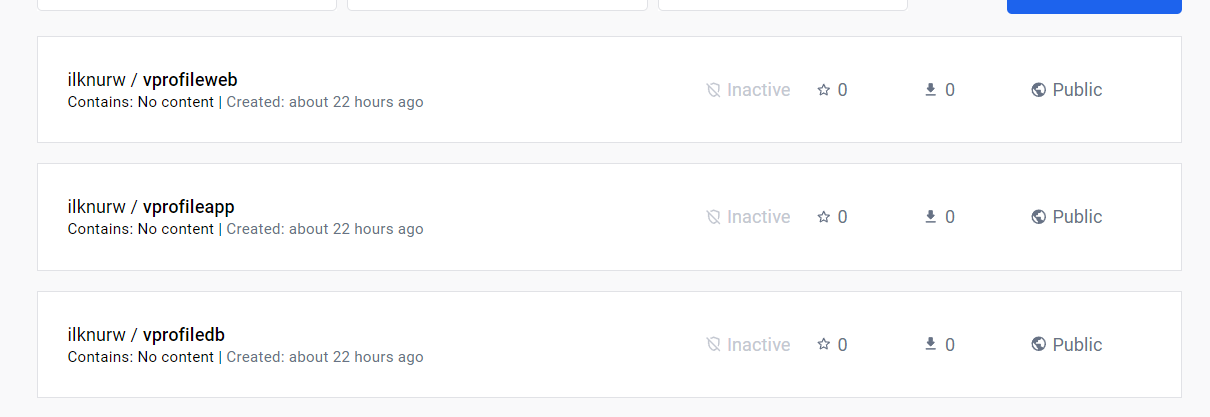 ilknurw / vprofileweb
Contains: No content | Created: about 22 hours ago
Inactive 0 0 Public
ilknurw / vprofileapp
Contains: No content | Created: about 22 hours ago
Inactive 0 0 Public
ilknurw / vprofiledb
Contains: No content | Created: about 22 hours ago
Inactive 0 0 Public